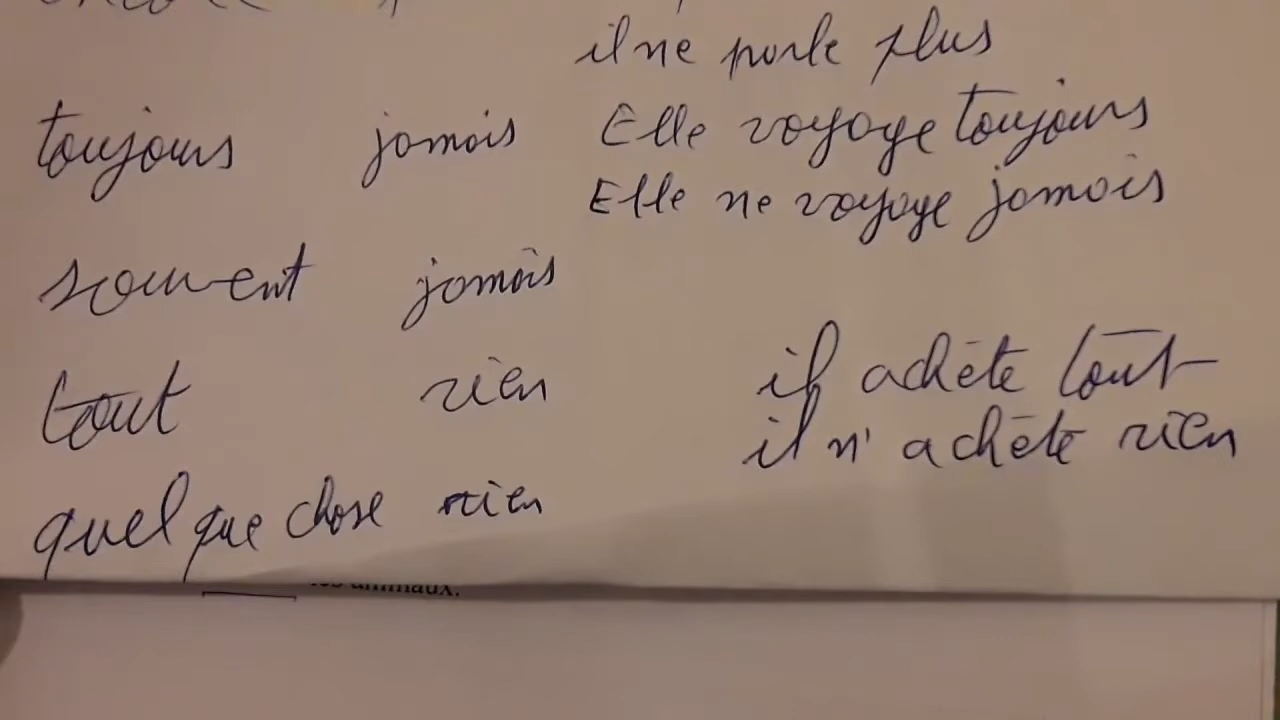 il ne parle plus
toujours jamais Elle voyage toujours
Elle ne voyage jamais
souvent jamais
tout rien il achète tout
il n'achète rien
quelque chose rien
animaux.